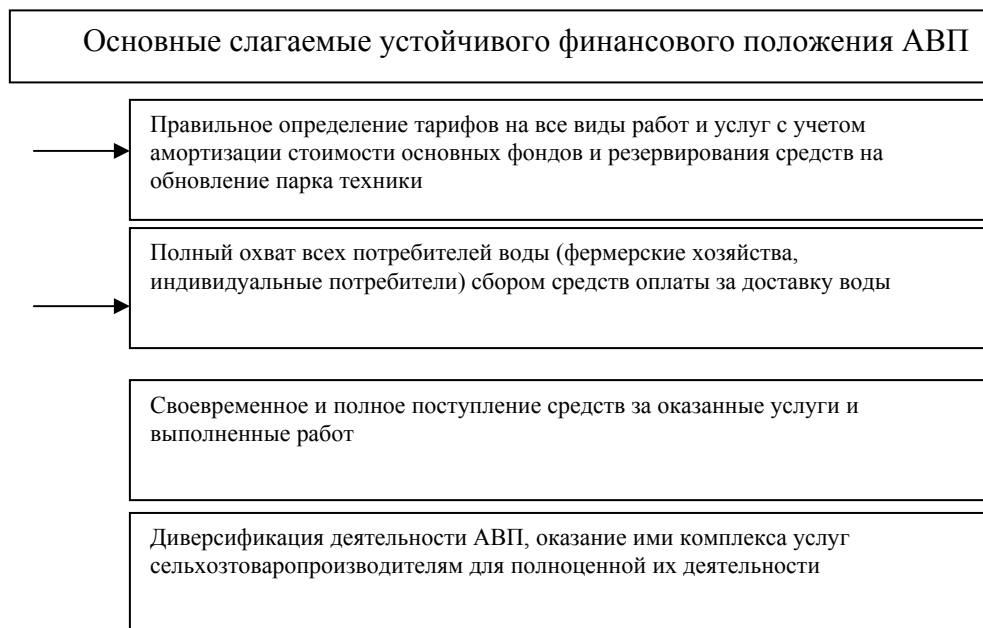 Основные слагаемые устойчивого финансового положения АВП
Правильное определение тарифов на все виды работ и услуг с учетом
амортизации стоимости основных фондов и резервирования средств на
обновление парка техники
Полный охват всех потребителей воды (фермерские хозяйства,
индивидуальные потребители) сбором средств оплаты за доставку воды
Своевременное и полное поступление средств за оказанные услуги и
выполненные работ
Диверсификация деятельности АВП, оказание ими комплекса услуг
сельхозтоваропроизводителям для полноценной их деятельности